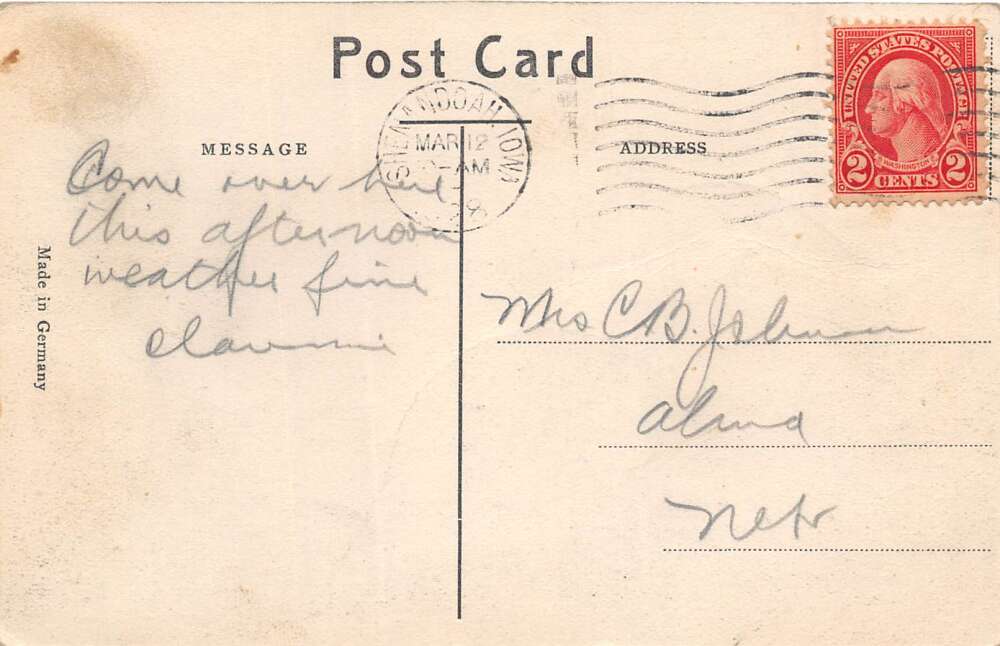 Post Card
SHENANDOAH, IOWA
MAR 12
AM
MESSAGE
ADDRESS
UNITED STATES POSTAGE
WASHINGTON
2 CENTS 2
Come over here
this afternoon
weather fine
Made in Germany
Mrs C B. Johnson
Alma
Nebr